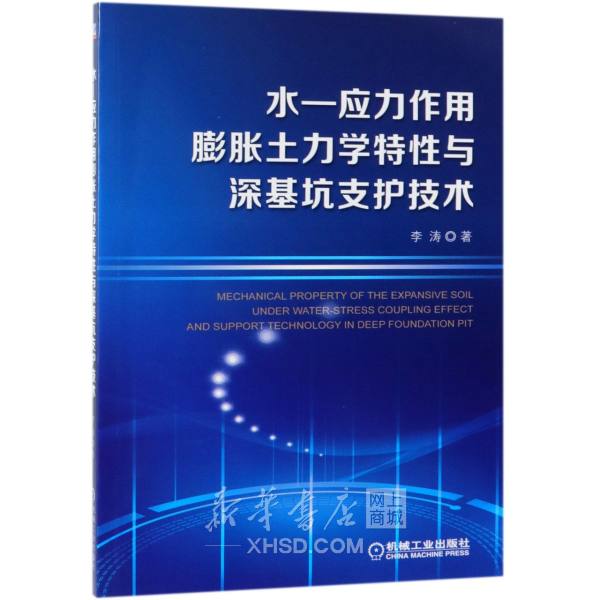 水—应力作用
膨胀土力学特性与
深基坑支护技术
李 涛◎著
MECHANICAL PROPERTY OF THE EXPANSIVE SOIL
UNDER WATER-STRESS COUPLING EFFECT
AND SUPPORT TECHNOLOGY IN DEEP FOUNDATION PIT
新华书店
网上
商城
XHSD.COM
机械工业出版社
CHINA MACHINE PRESS